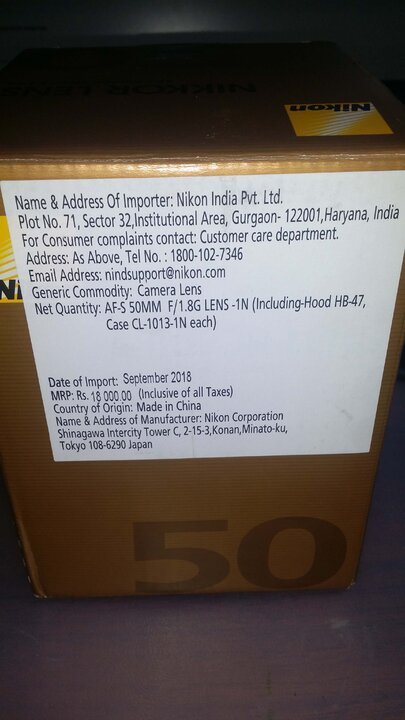 NIKKOR LENS
Nikon
Name & Address Of Importer: Nikon India Pvt. Ltd.
Plot No. 71, Sector 32,Institutional Area, Gurgaon- 122001,Haryana, India
For Consumer complaints contact: Customer care department.
Address: As Above, Tel No. : 1800-102-7346
Email Address: nindsupport@nikon.com
Generic Commodity: Camera Lens
Net Quantity: AF-S 50MM F/1.8G LENS -1N (Including-Hood HB-47,
Case CL-1013-1N each)
Date of Import: September 2018
MRP: Rs. 18 000.00 (Inclusive of all Taxes)
Country of Origin: Made in China
Name & Address of Manufacturer: Nikon Corporation
Shinagawa Intercity Tower C, 2-15-3,Konan,Minato-ku,
Tokyo 108-6290 Japan
50